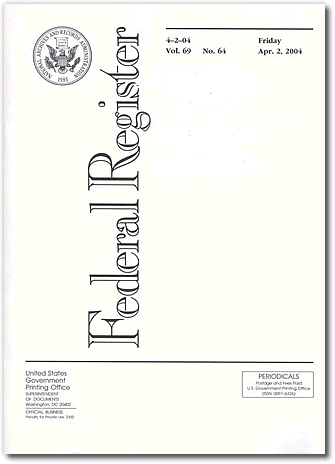 NATIONAL ARCHIVES AND RECORDS ADMINISTRATION
1985
4–2–04
Vol. 69 No. 64
Friday
Apr. 2, 2004
Federal Register
United States
Government
Printing Office
SUPERINTENDENT
OF DOCUMENTS
Washington, DC 20402
OFFICIAL BUSINESS
Penalty for Private Use, $300
PERIODICALS
Postage and Fees Paid
U.S. Government Printing Office
(ISSN 0097–6326)